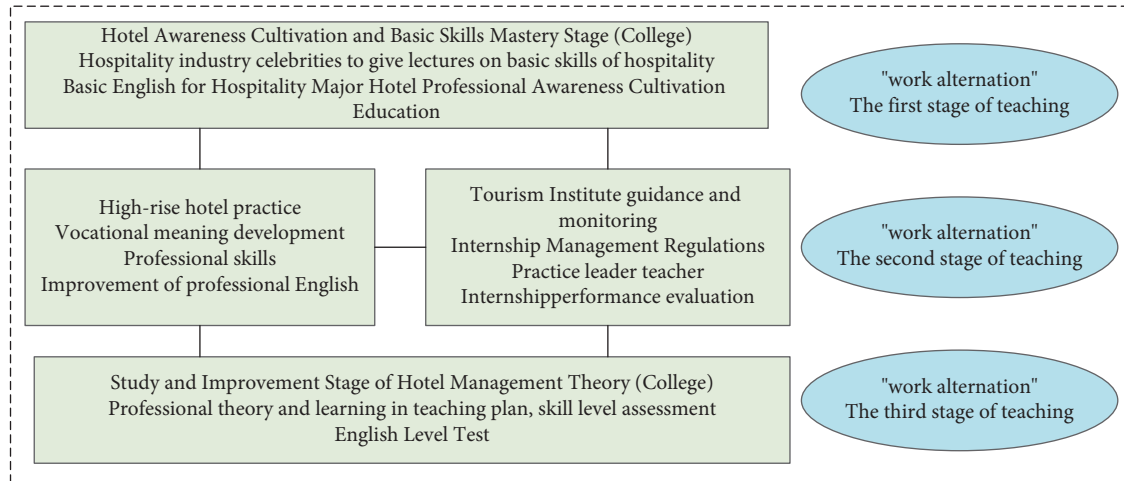 Hotel Awareness Cultivation and Basic Skills Mastery Stage (College)
Hospitality industry celebrities to give lectures on basic skills of hospitality
Basic English for Hospitality Major Hotel Professional Awareness Cultivation
Education
"work alternation"
The first stage of teaching
High-rise hotel practice
Vocational meaning development
Professional skills
Improvement of professional English
Tourism Institute guidance and
monitoring
Internship Management Regulations
Practice leader teacher
Internshipperformance evaluation
"work alternation"
The second stage of teaching
Study and Improvement Stage of Hotel Management Theory (College)
Professional theory and learning in teaching plan, skill level assessment
English Level Test
"work alternation"
The third stage of teaching